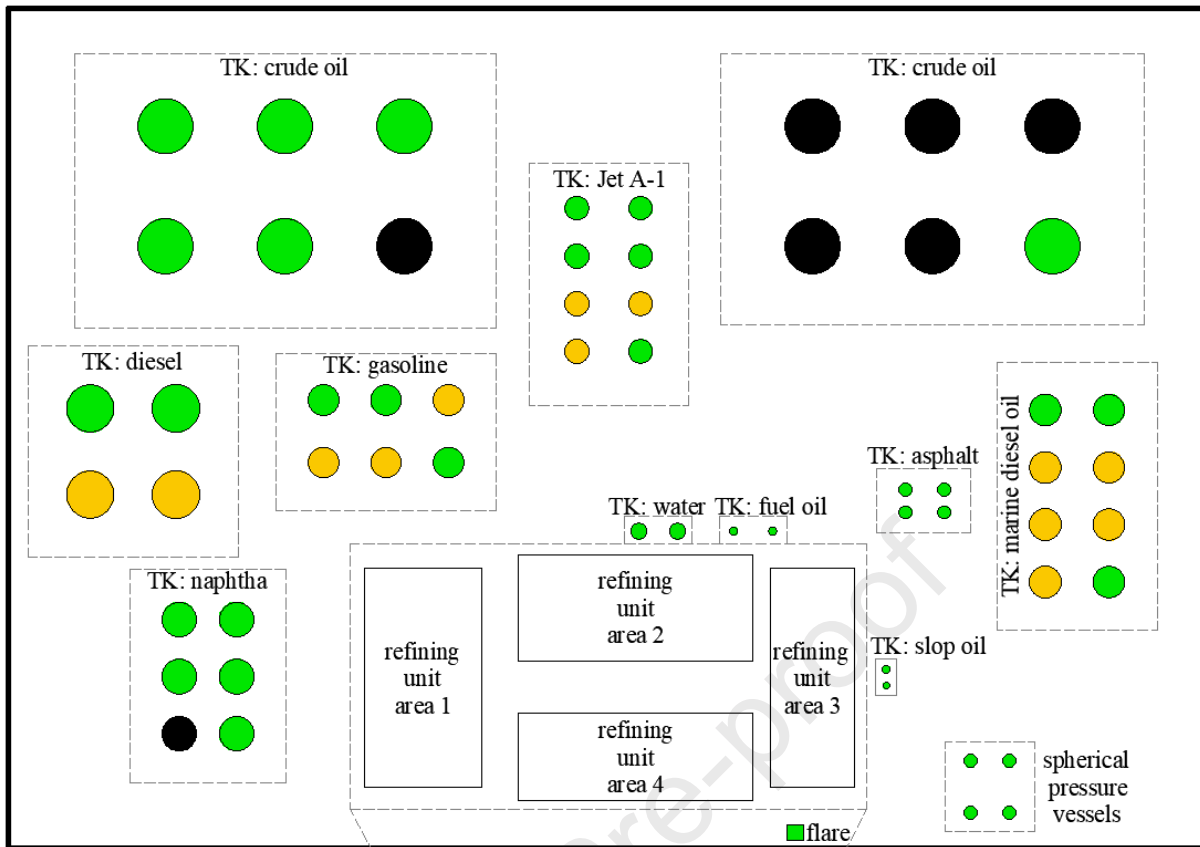 TK: crude oil
TK: crude oil
TK: Jet A-1
TK: diesel
TK: gasoline
TK: marine diesel oil
TK: asphalt
TK: water
TK: fuel oil
TK: naphtha
refining
unit
area 1
refining
unit
area 2
refining
unit
area 3
refining
unit
area 4
TK: slop oil
spherical
pressure
vessels
flare
re-proof